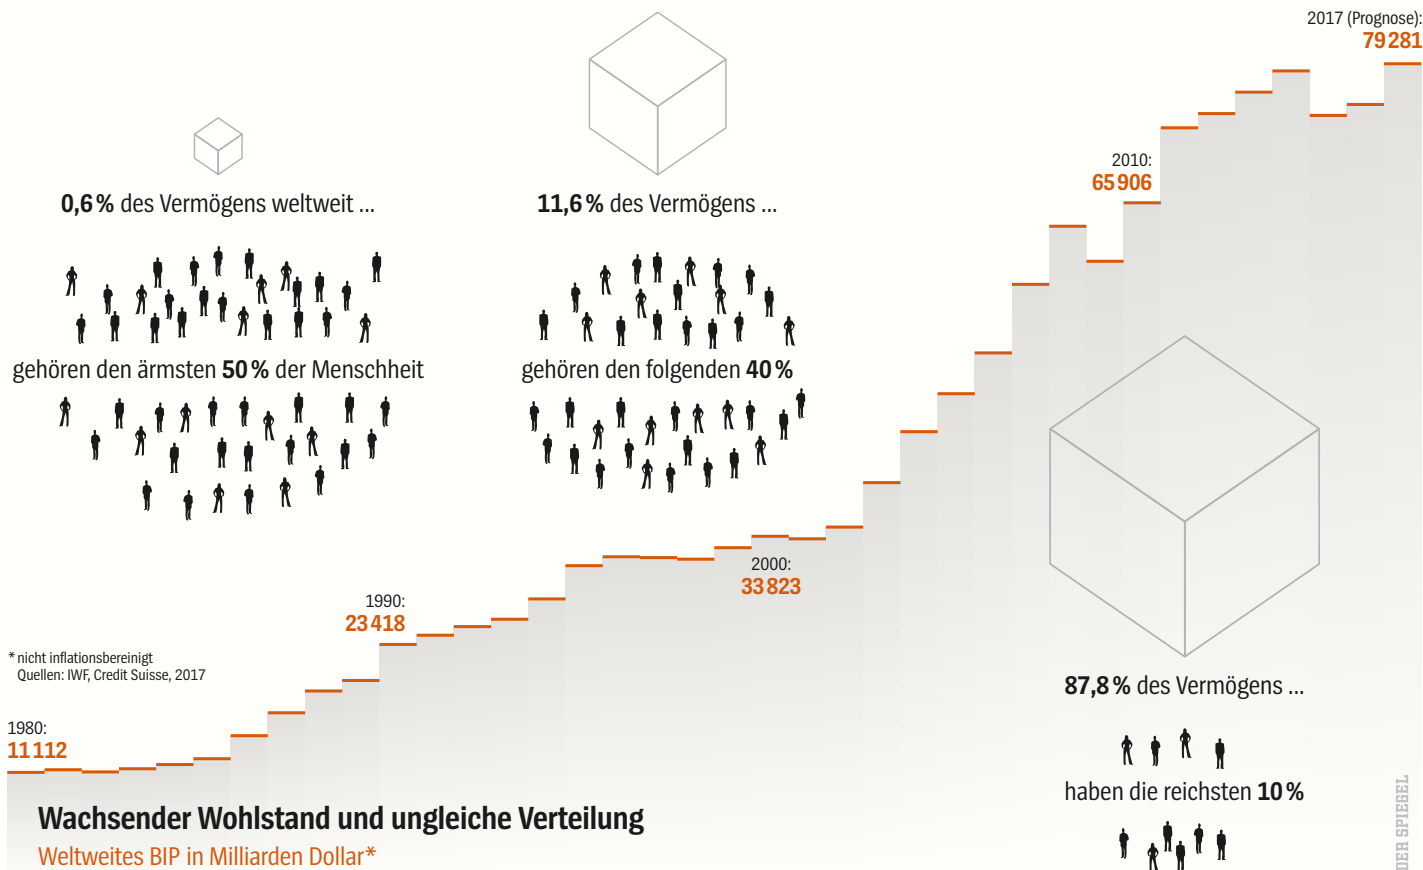 2017 (Prognose):
79 281
0,6 % des Vermögens weltweit ...
gehören den ärmsten 50 % der Menschheit
11,6 % des Vermögens ...
gehören den folgenden 40 %
2010:
65 906
2000:
33 823
1990:
23 418
* nicht inflationsbereinigt
Quellen: IWF, Credit Suisse, 2017
1980:
11 112
87,8 % des Vermögens ...
haben die reichsten 10 %
Wachsender Wohlstand und ungleiche Verteilung
Weltweites BIP in Milliarden Dollar*
DER SPIEGEL